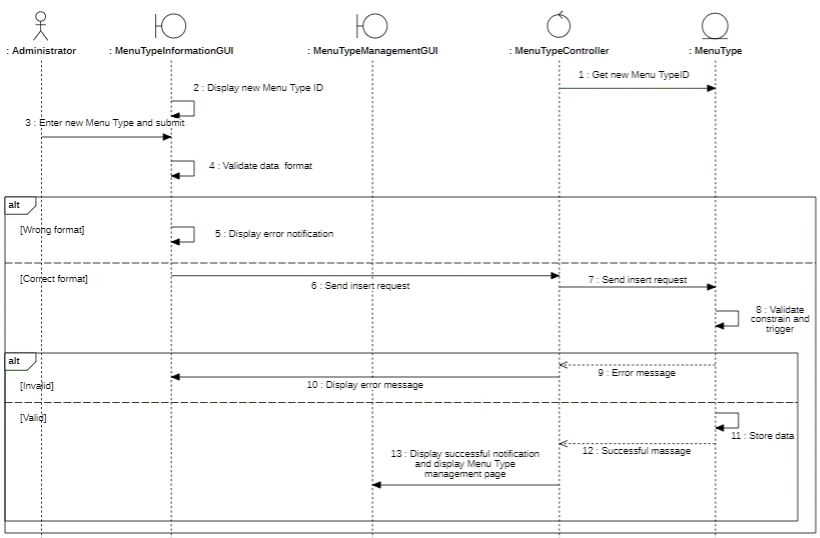 : Administrator
: MenuTypeInformationGUI
: MenuTypeManagementGUI
: MenuTypeController
: MenuType
1 : Get new Menu TypeID
2 : Display new Menu Type ID
3 : Enter new Menu Type and submit
4 : Validate data format
alt
[Wrong format]
5 : Display error notification
[Correct format]
6 : Send insert request
7 : Send insert request
8 : Validate
constrain and
trigger
alt
9 : Error message
[Invalid]
10 : Display error message
[Valid]
11 : Store data
12 : Successful massage
13 : Display successful notification
and display Menu Type
management page